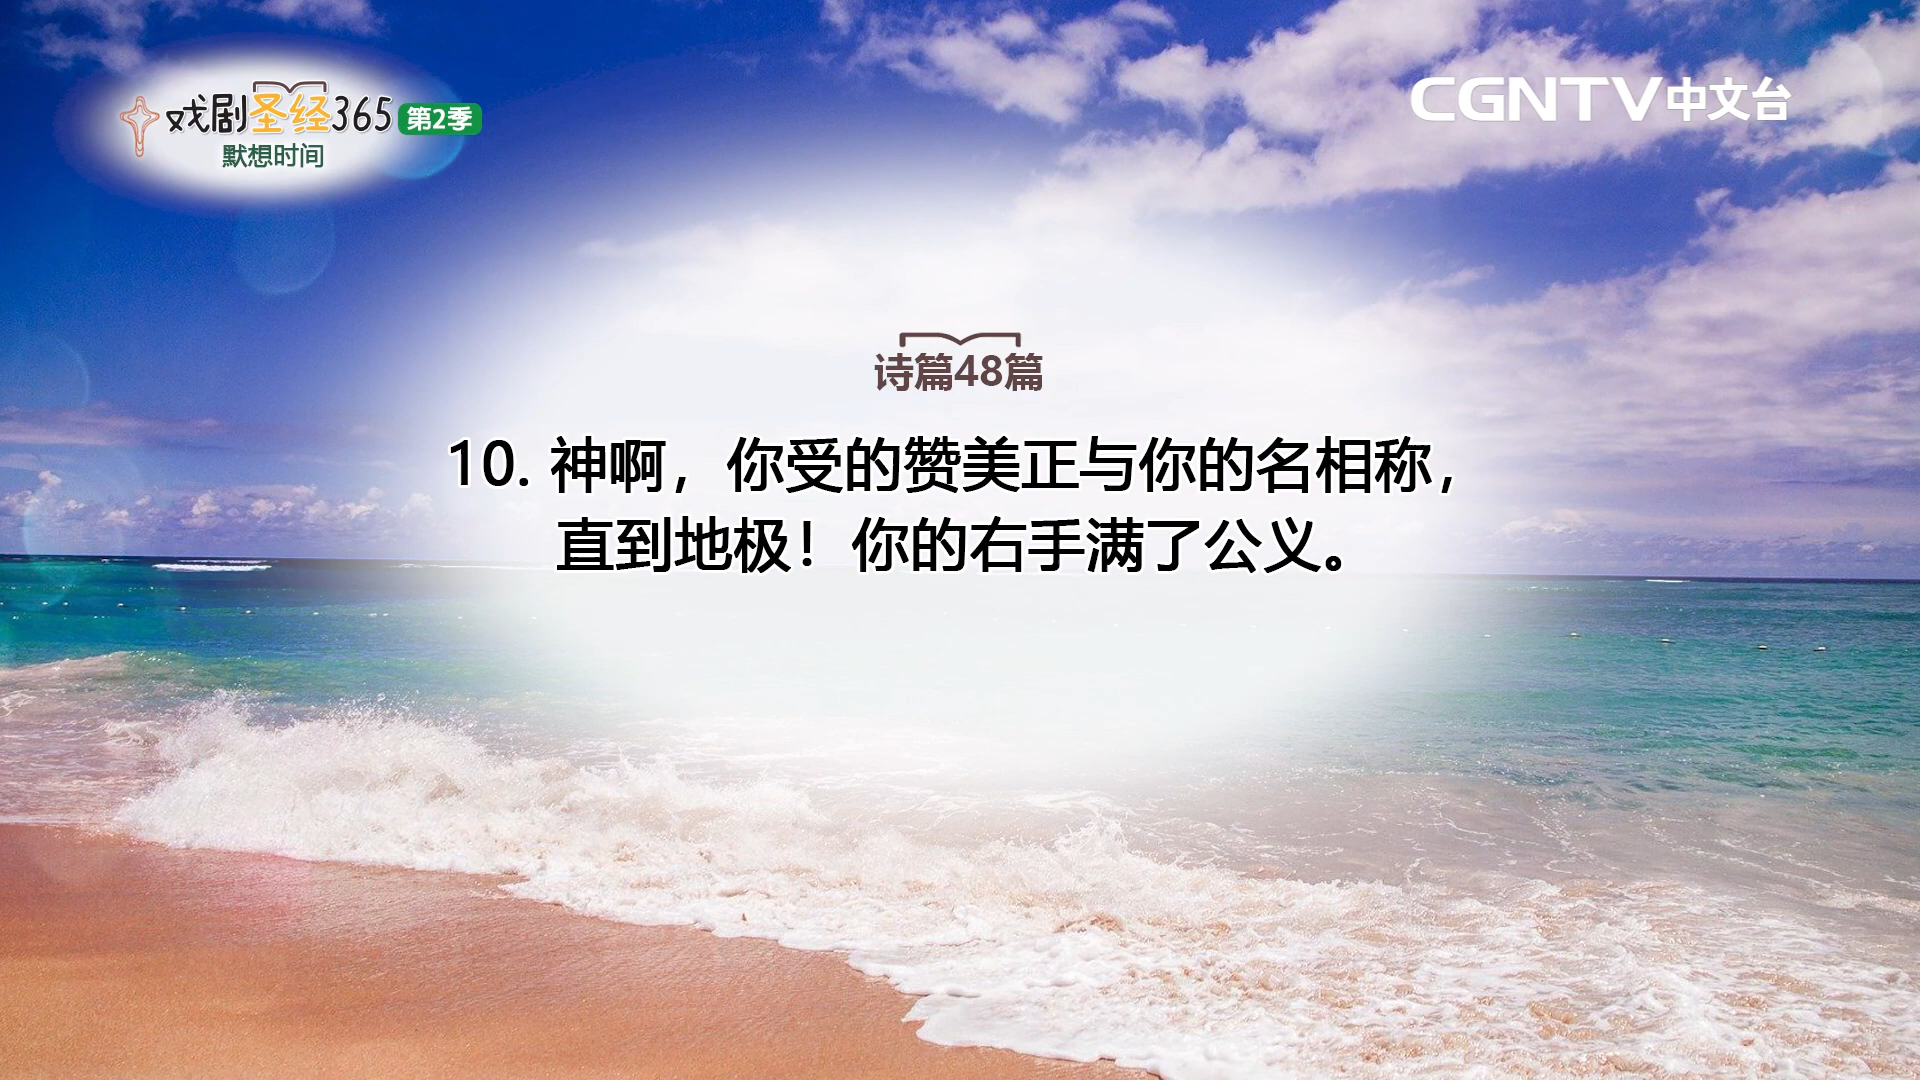 戏剧圣经365 第2季
默想时间
CGNTV中文台
诗篇48篇
10. 神啊，你受的赞美正与你的名相称，
直到地极！你的右手满了公义。